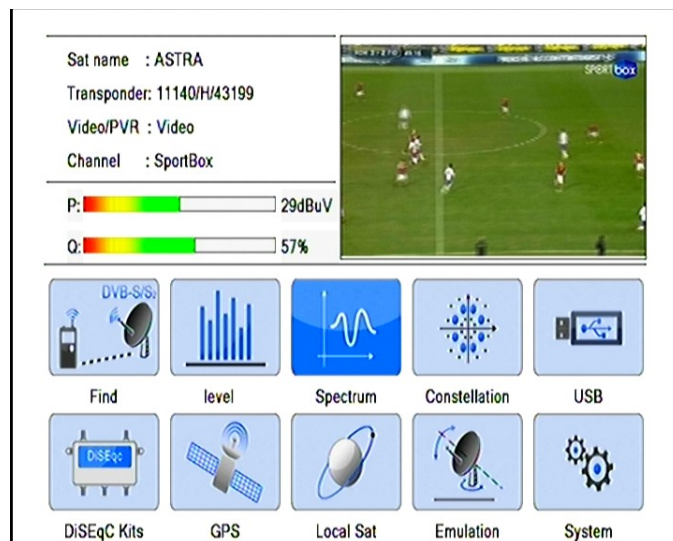 Sat name : ASTRA
Transponder: 11140/H/43199
Video/PVR : Video
Channel : SportBox
P: 29dBuV
Q: 57%
SPORT box
DVB-S/S2
Find
level
Spectrum
Constellation
USB
DiSEqc
DiSEqC Kits
GPS
Local Sat
Emulation
System